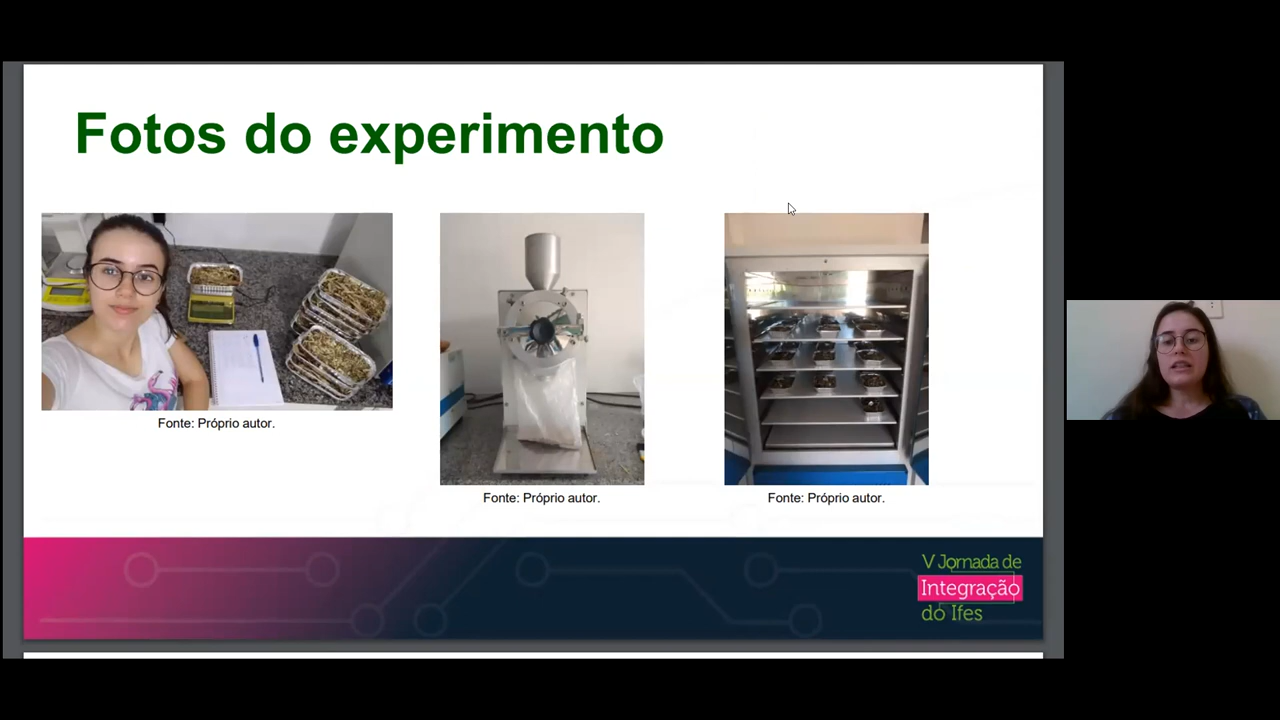 Fotos do experimento
Fonte: Próprio autor.
Fonte: Próprio autor.
Fonte: Próprio autor.
V Jornada de
Integração
do Ifes